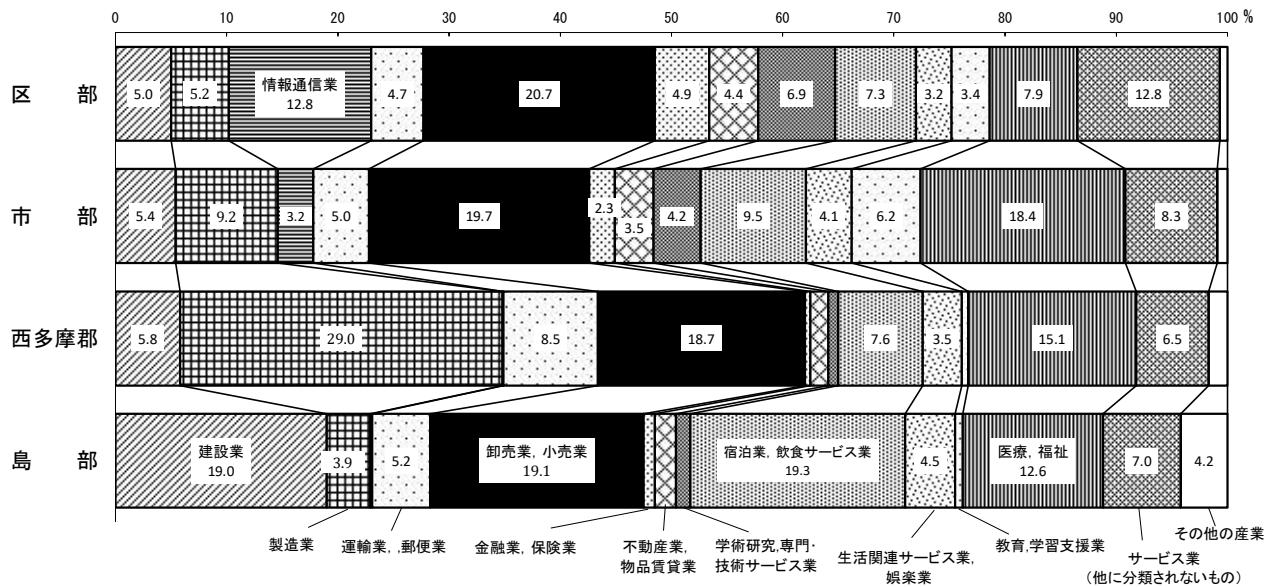 0 10 20 30 40 50 60 70 80 90 100 %
区 部
5.0 5.2 情報通信業 4.7 20.7 4.9 4.4 6.9 7.3 3.2 3.4 7.9 12.8
12.8
市 部
5.4 9.2 3.2 5.0 19.7 2.3 3.5 4.2 9.5 4.1 6.2 18.4 8.3
西多摩郡
5.8 29.0 8.5 18.7 7.6 3.5 15.1 6.5
島 部
建設業 卸売業, 小売業 宿泊業, 飲食サービス業 医療, 福祉
19.0 3.9 5.2 19.1 19.3 4.5 12.6 7.0 4.2
製造業
運輸業, ,郵便業
金融業, 保険業
不動産業,
物品賃貸業
学術研究,専門・
技術サービス業
生活関連サービス業,
娯楽業
教育,学習支援業
サービス業
(他に分類されないもの)
その他の産業